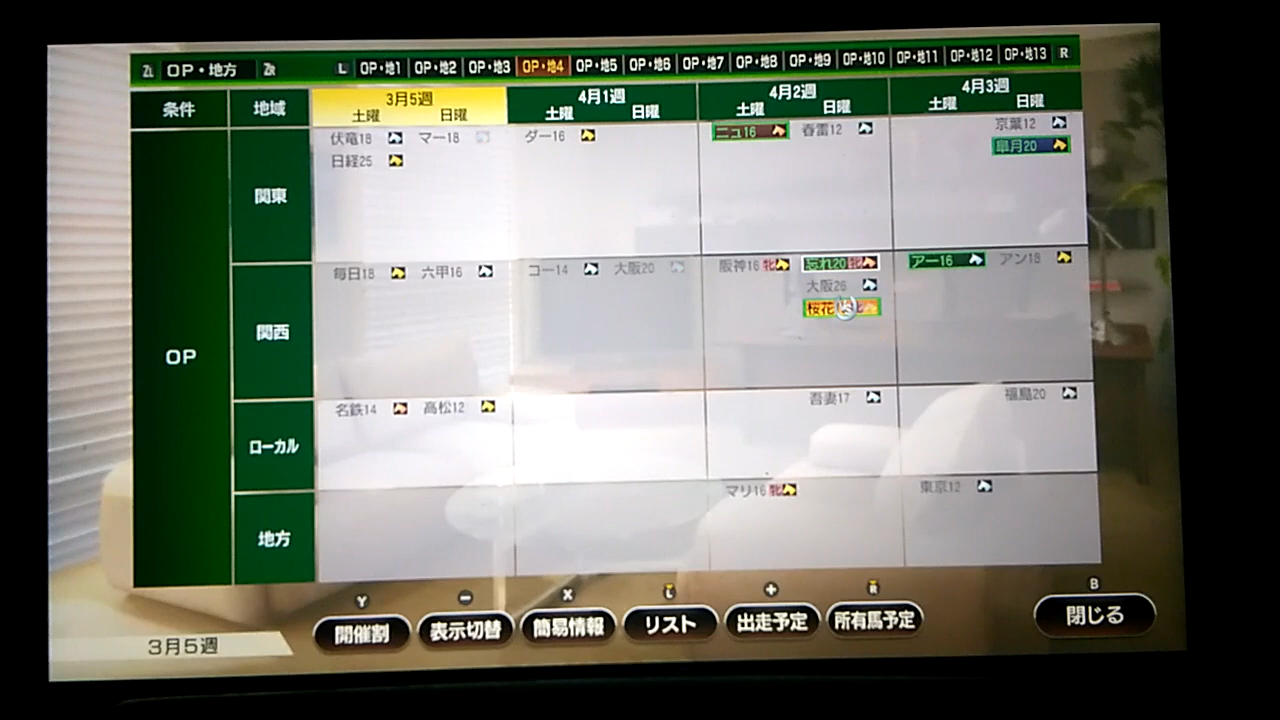 ZL OP・地方 ZR L OP・地1 OP・地2 OP・地3 OP・地4 OP・地5 OP・地6 OP・地7 OP・地8 OP・地9 OP・地10 OP・地11 OP・地12 OP・地13 R
条件 地域 3月5週 4月1週 4月2週 4月3週
土曜 日曜 土曜 日曜 土曜 日曜 土曜 日曜
OP
関東
伏竜18 マー18 ダー16 ニュ16 春雷12 京葉12
日経25 皐月20
関西
毎日18 六甲16 コー14 大阪20 阪神16 牝 忘れ20 牝 アー16 アン18
大阪26
桜花
ローカル
名鉄14 高松12 吾妻17 福島20
地方
マリ16 牝 東京12
Y - X L + R B
開催割 表示切替 簡易情報 リスト 出走予定 所有馬予定 閉じる
3月5週